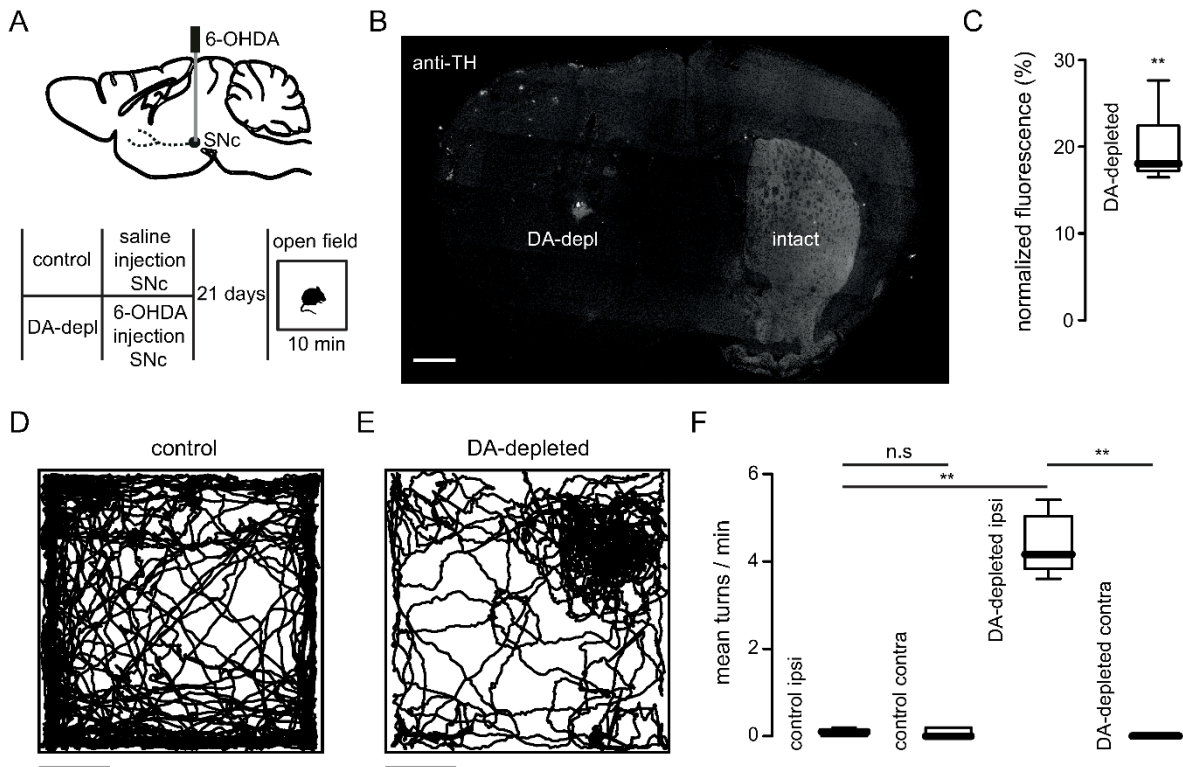 A
6-OHDA
SNc
control
saline
injection
SNc
DA-depl
6-OHDA
injection
SNc
21 days
open field
10 min
B
anti-TH
DA-depl
intact
C
normalized fluorescence (%)
30
20
10
0
DA-depleted
**
D
control
E
DA-depleted
F
mean turns / min
6
4
2
0
n.s
**
**
control ipsi
control contra
DA-depleted ipsi
DA-depleted contra